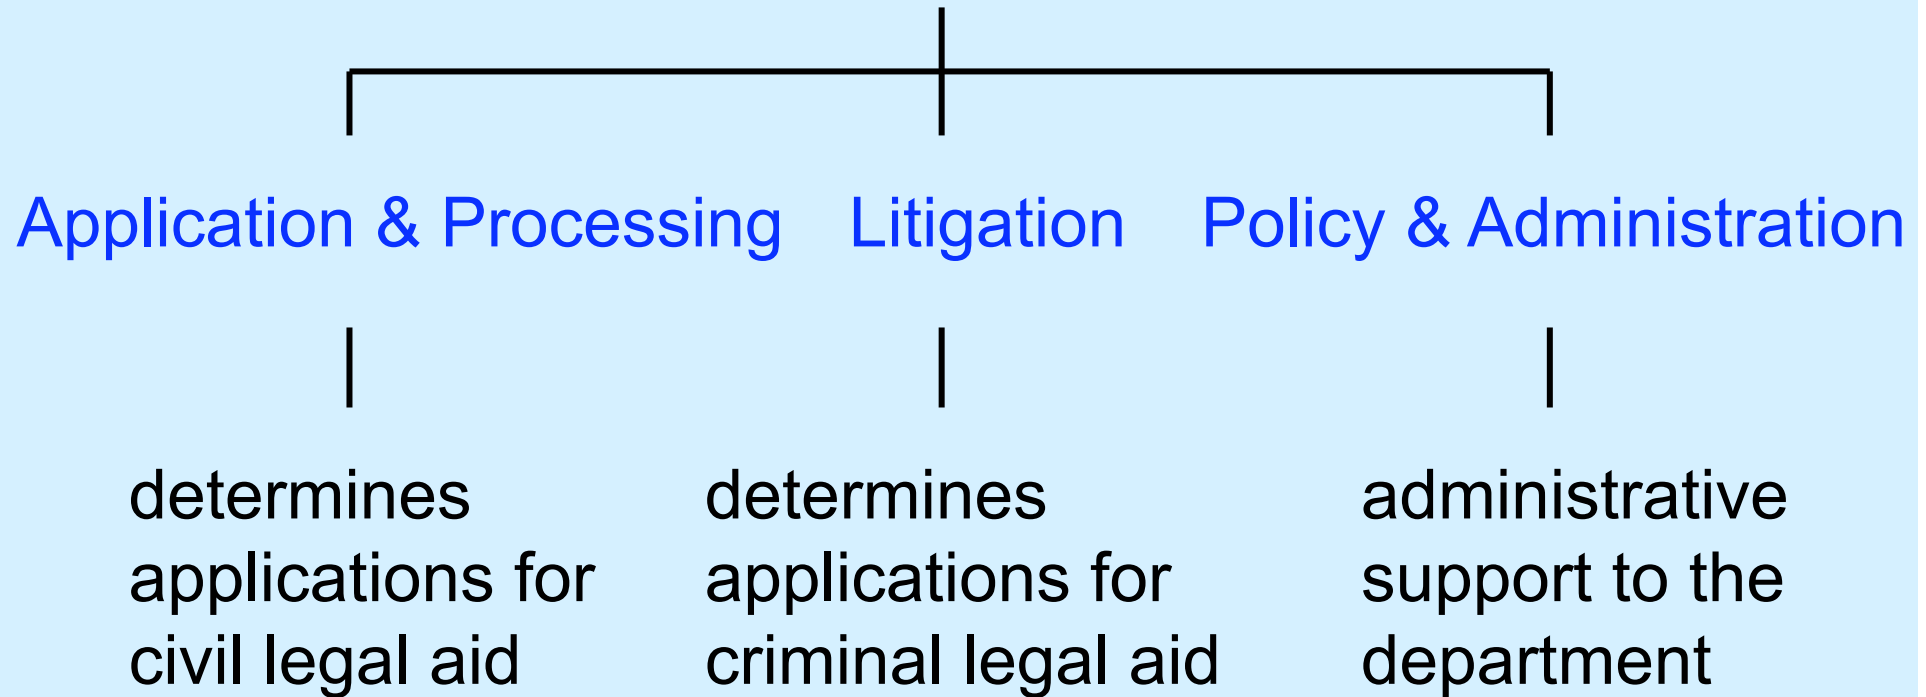 Application & Processing Litigation Policy & Administration
determines
applications for
civil legal aid
determines
applications for
criminal legal aid
administrative
support to the
department